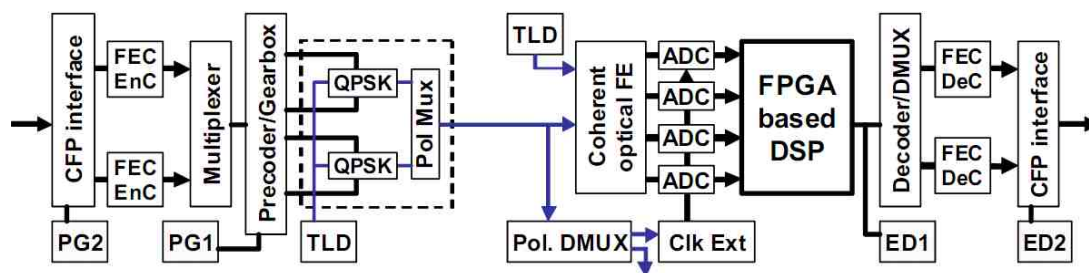 CFP interface
FEC
EnC
FEC
EnC
Multiplexer
Precoder/Gearbox
QPSK
QPSK
Pol Mux
PG2
PG1
TLD
TLD
Coherent
optical FE
ADC
ADC
ADC
ADC
FPGA
based
DSP
Decoder/DMUX
FEC
DeC
FEC
DeC
CFP interface
Pol. DMUX
Clk Ext
ED1
ED2